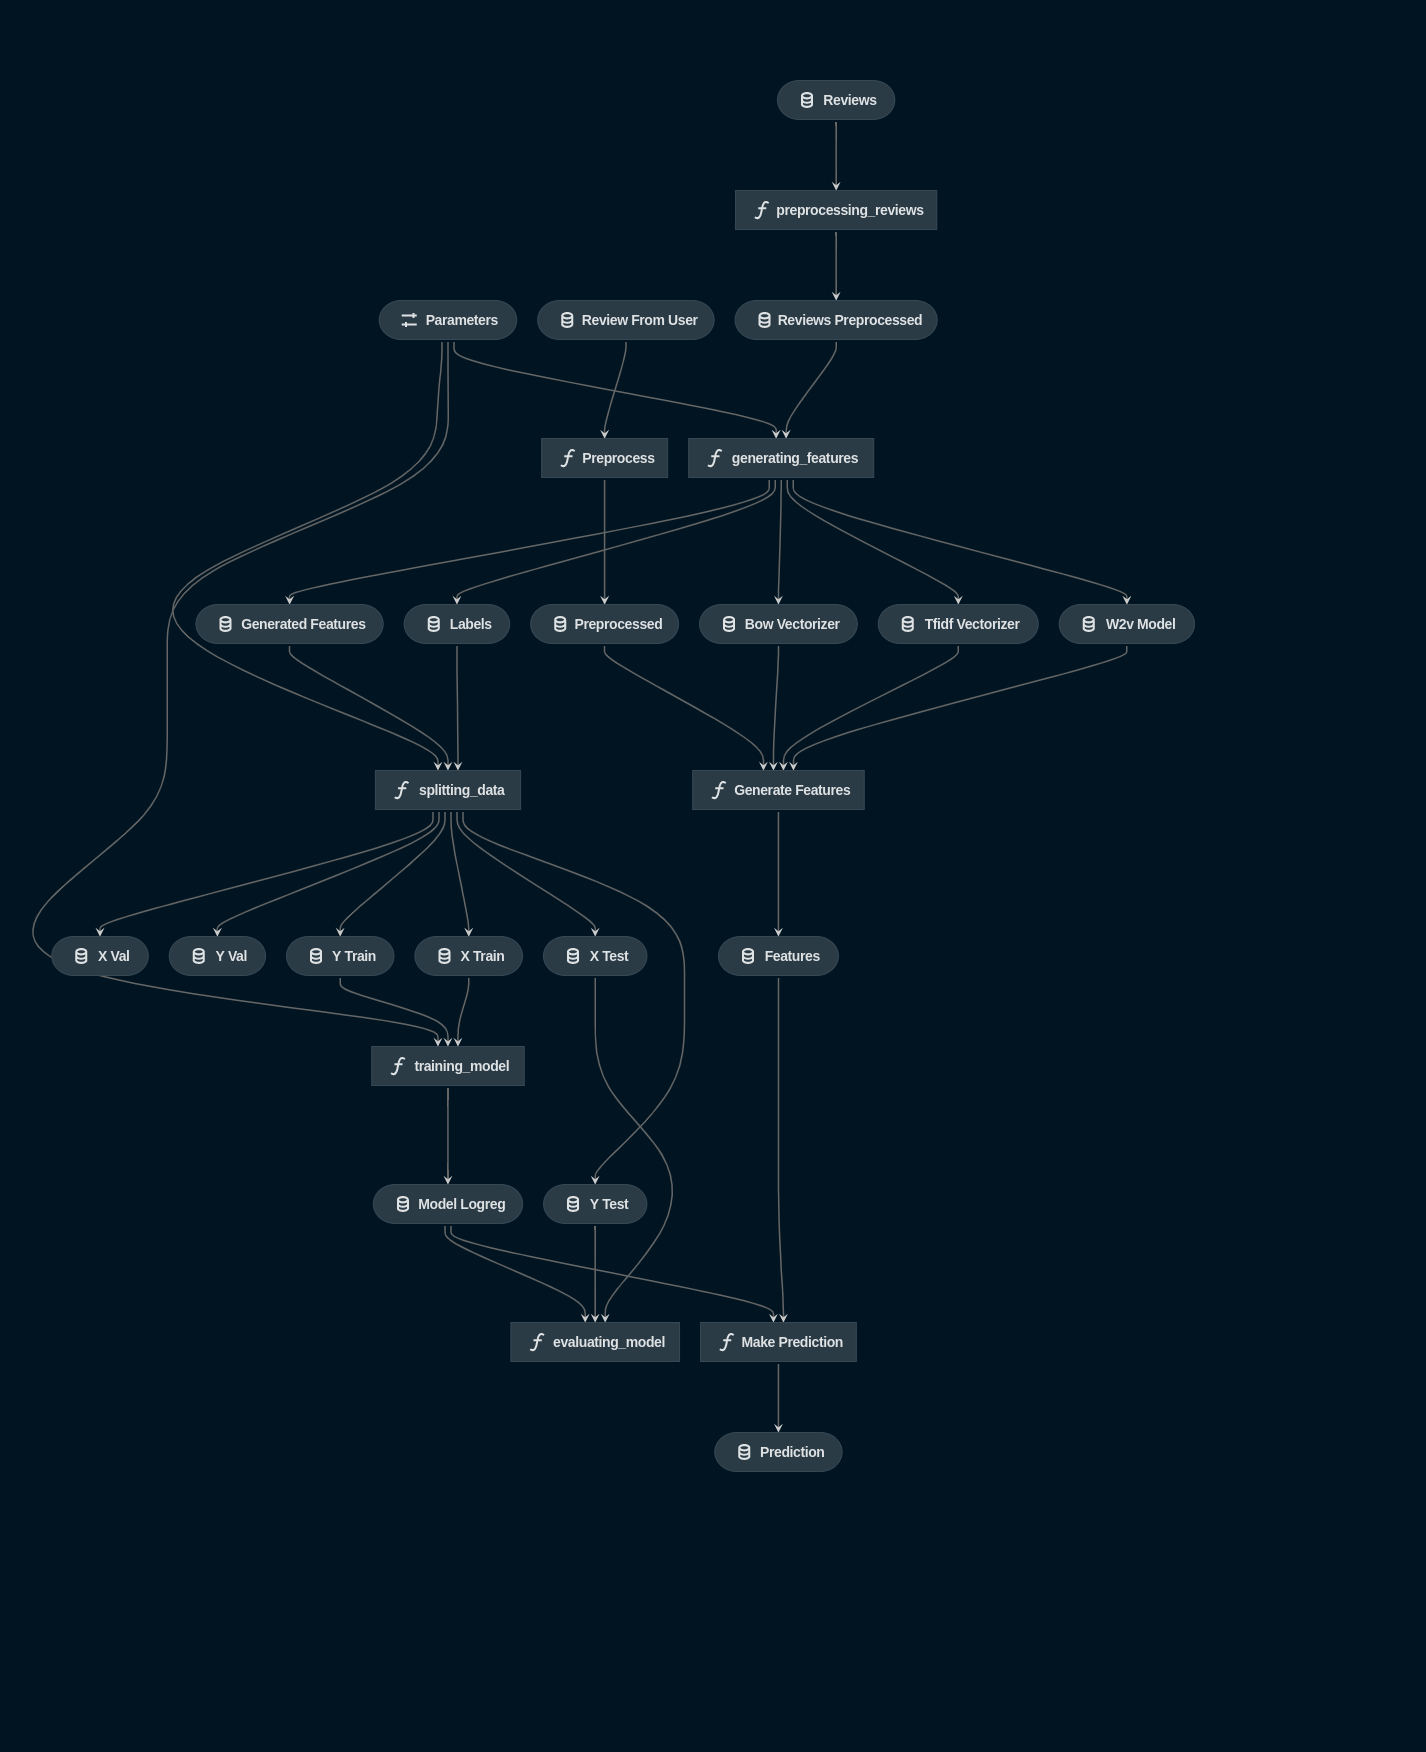 Reviews
preprocessing_reviews
Parameters
Review From User
Reviews Preprocessed
Preprocess
generating_features
Generated Features
Labels
Preprocessed
Bow Vectorizer
Tfidf Vectorizer
W2v Model
splitting_data
Generate Features
X Val
Y Val
Y Train
X Train
X Test
Features
training_model
Model Logreg
Y Test
evaluating_model
Make Prediction
Prediction